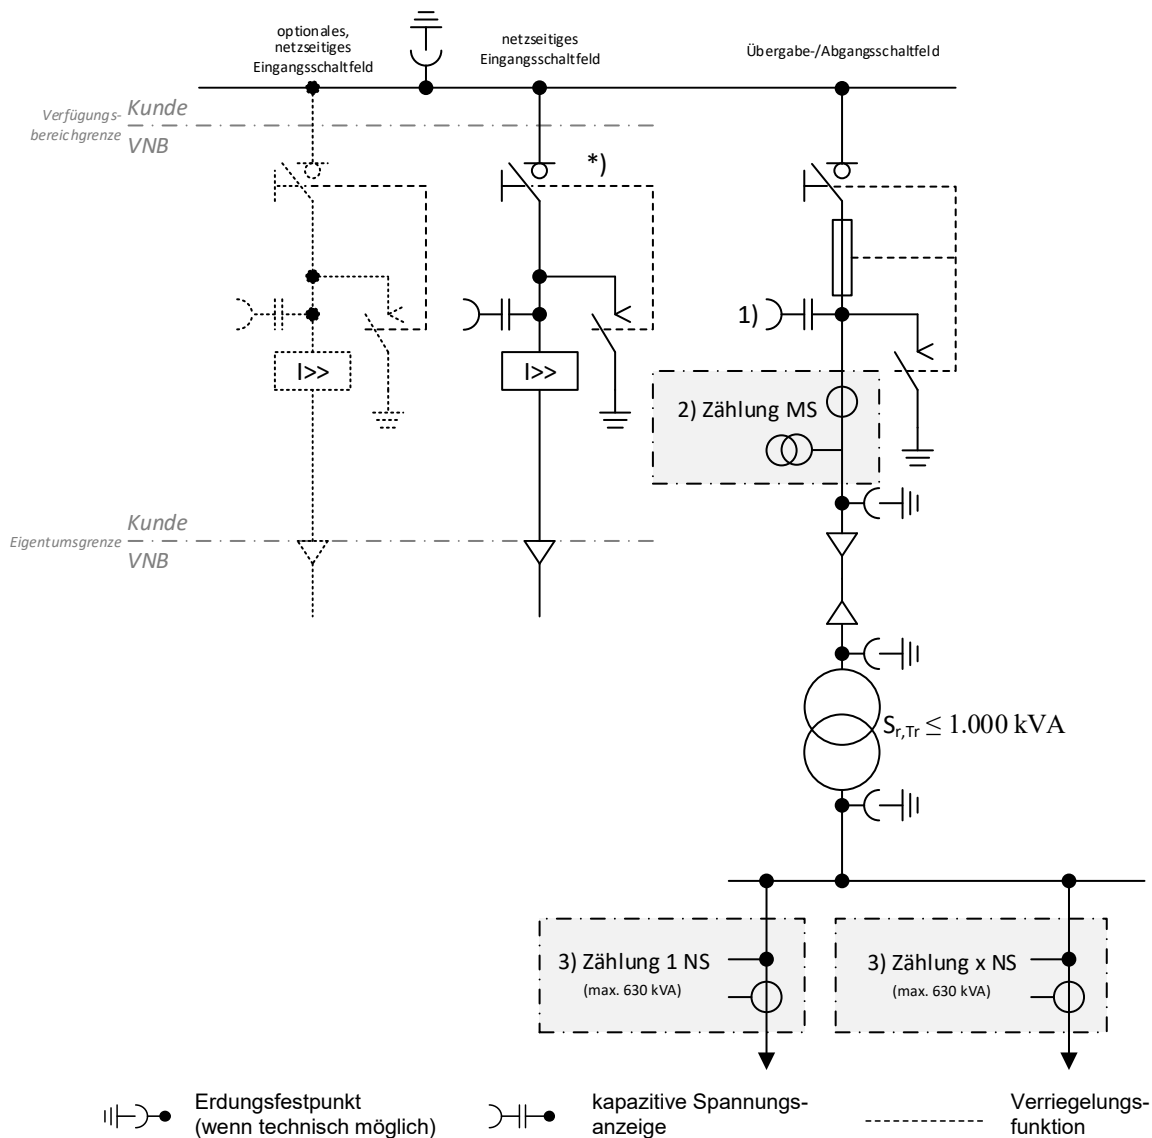 optionales,
netzseitiges
Eingangsschaltfeld
netzseitiges
Eingangsschaltfeld
Übergabe-/Abgangsschaltfeld
Verfügungs-
bereichgrenze
Kunde
VNB
*)
1)
I>>
I>>
2) Zählung MS
Eigentumsgrenze
Kunde
VNB
Sr,Tr ≤ 1.000 kVA
3) Zählung 1 NS
(max. 630 kVA)
3) Zählung x NS
(max. 630 kVA)
Erdungsfestpunkt
(wenn technisch möglich)
kapazitive Spannungs-
anzeige
Verriegelungs-
funktion